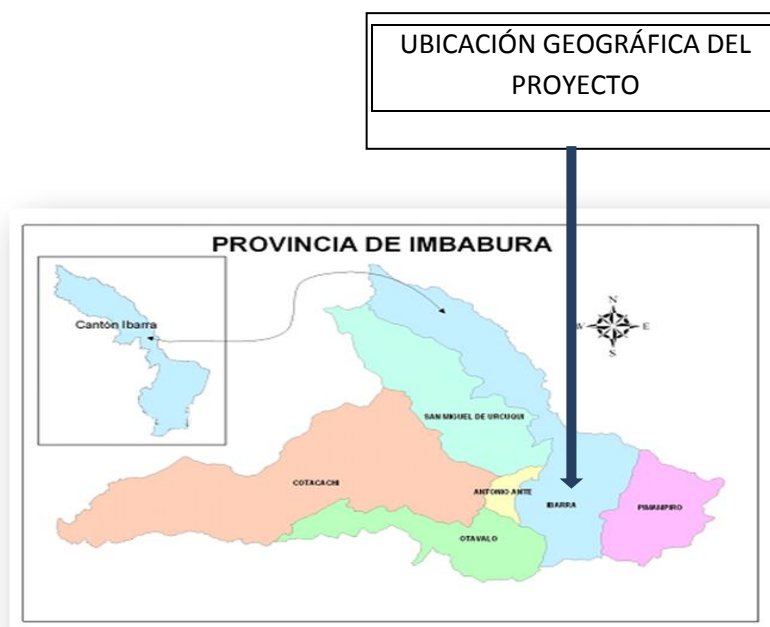 UBICACIÓN GEOGRÁFICA DEL
PROYECTO
PROVINCIA DE IMBABURA
Cantón Ibarra
N
W
E
S
SAN MIGUEL DE URCUQUI
COTACACHI
ANTONIO ANTE
IBARRA
PIMAMPIRO
OTAVALO